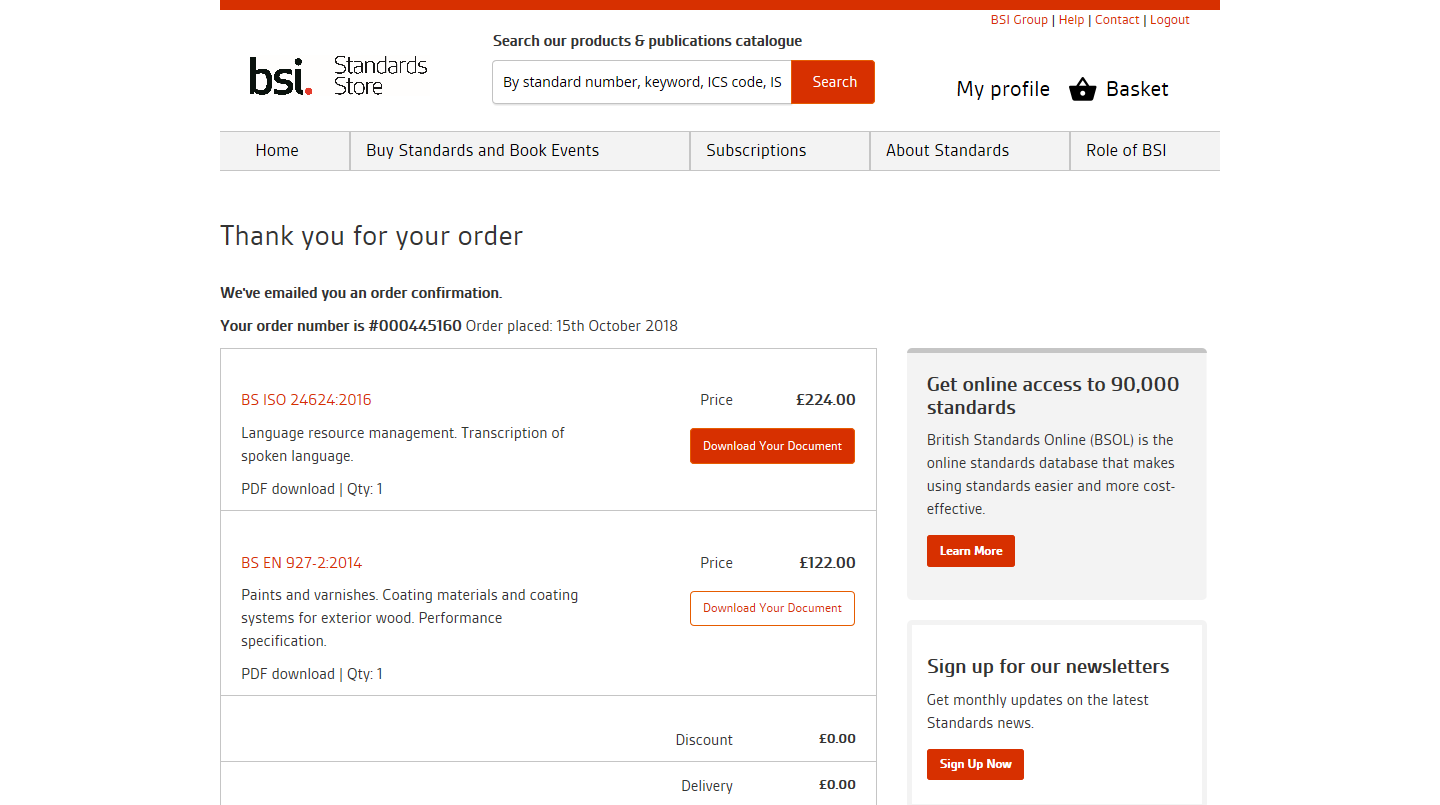 BSI Group | Help | Contact | Logout
Search our products & publications catalogue
bsi. Standards
Store
By standard number, keyword, ICS code, IS
Search
My profile
Basket
Home
Buy Standards and Book Events
Subscriptions
About Standards
Role of BSI
Thank you for your order
We've emailed you an order confirmation.
Your order number is #000445160 Order placed: 15th October 2018
BS ISO 24624:2016
Price £224.00
Language resource management. Transcription of
spoken language.
Download Your Document
PDF download | Qty: 1
BS EN 927-2:2014
Price £122.00
Paints and varnishes. Coating materials and coating
systems for exterior wood. Performance
specification.
Download Your Document
PDF download | Qty: 1
Discount £0.00
Delivery £0.00
Get online access to 90,000
standards
British Standards Online (BSOL) is the
online standards database that makes
using standards easier and more cost-
effective.
Learn More
Sign up for our newsletters
Get monthly updates on the latest
Standards news.
Sign Up Now